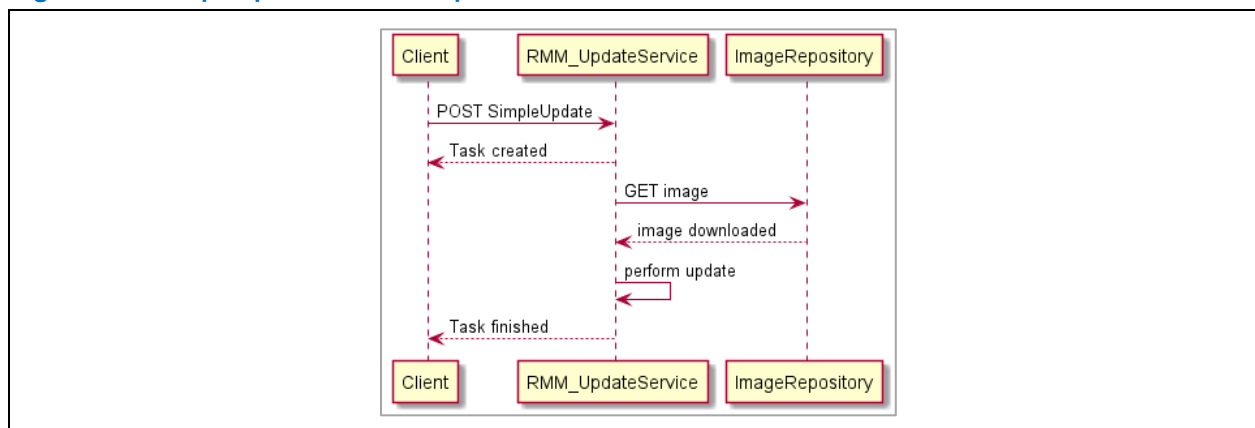 Client RMM_UpdateService ImageRepository
POST SimpleUpdate
Task created
GET image
image downloaded
perform update
Task finished
Client RMM_UpdateService ImageRepository